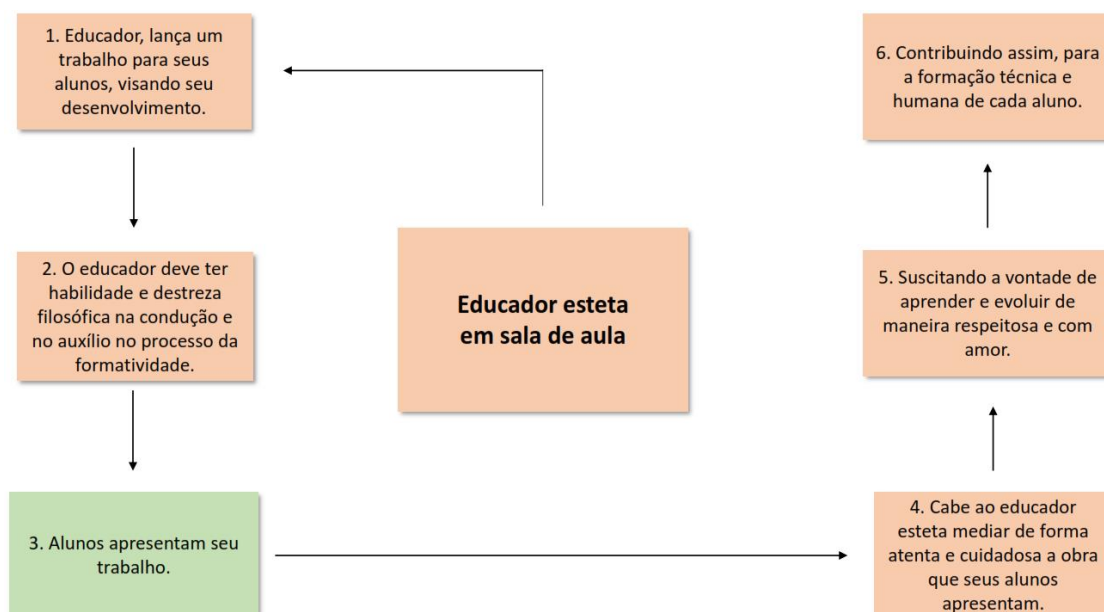 1. Educador, lança um
trabalho para seus
alunos, visando seu
desenvolvimento.
2. O educador deve ter
habilidade e destreza
filosófica na condução e
no auxílio no processo da
formatividade.
3. Alunos apresentam seu
trabalho.
Educador esteta
em sala de aula
4. Cabe ao educador
esteta mediar de forma
atenta e cuidadosa a obra
que seus alunos
apresentam.
5. Suscitando a vontade de
aprender e evoluir de
maneira respeitosa e com
amor.
6. Contribuindo assim, para
a formação técnica e
humana de cada aluno.